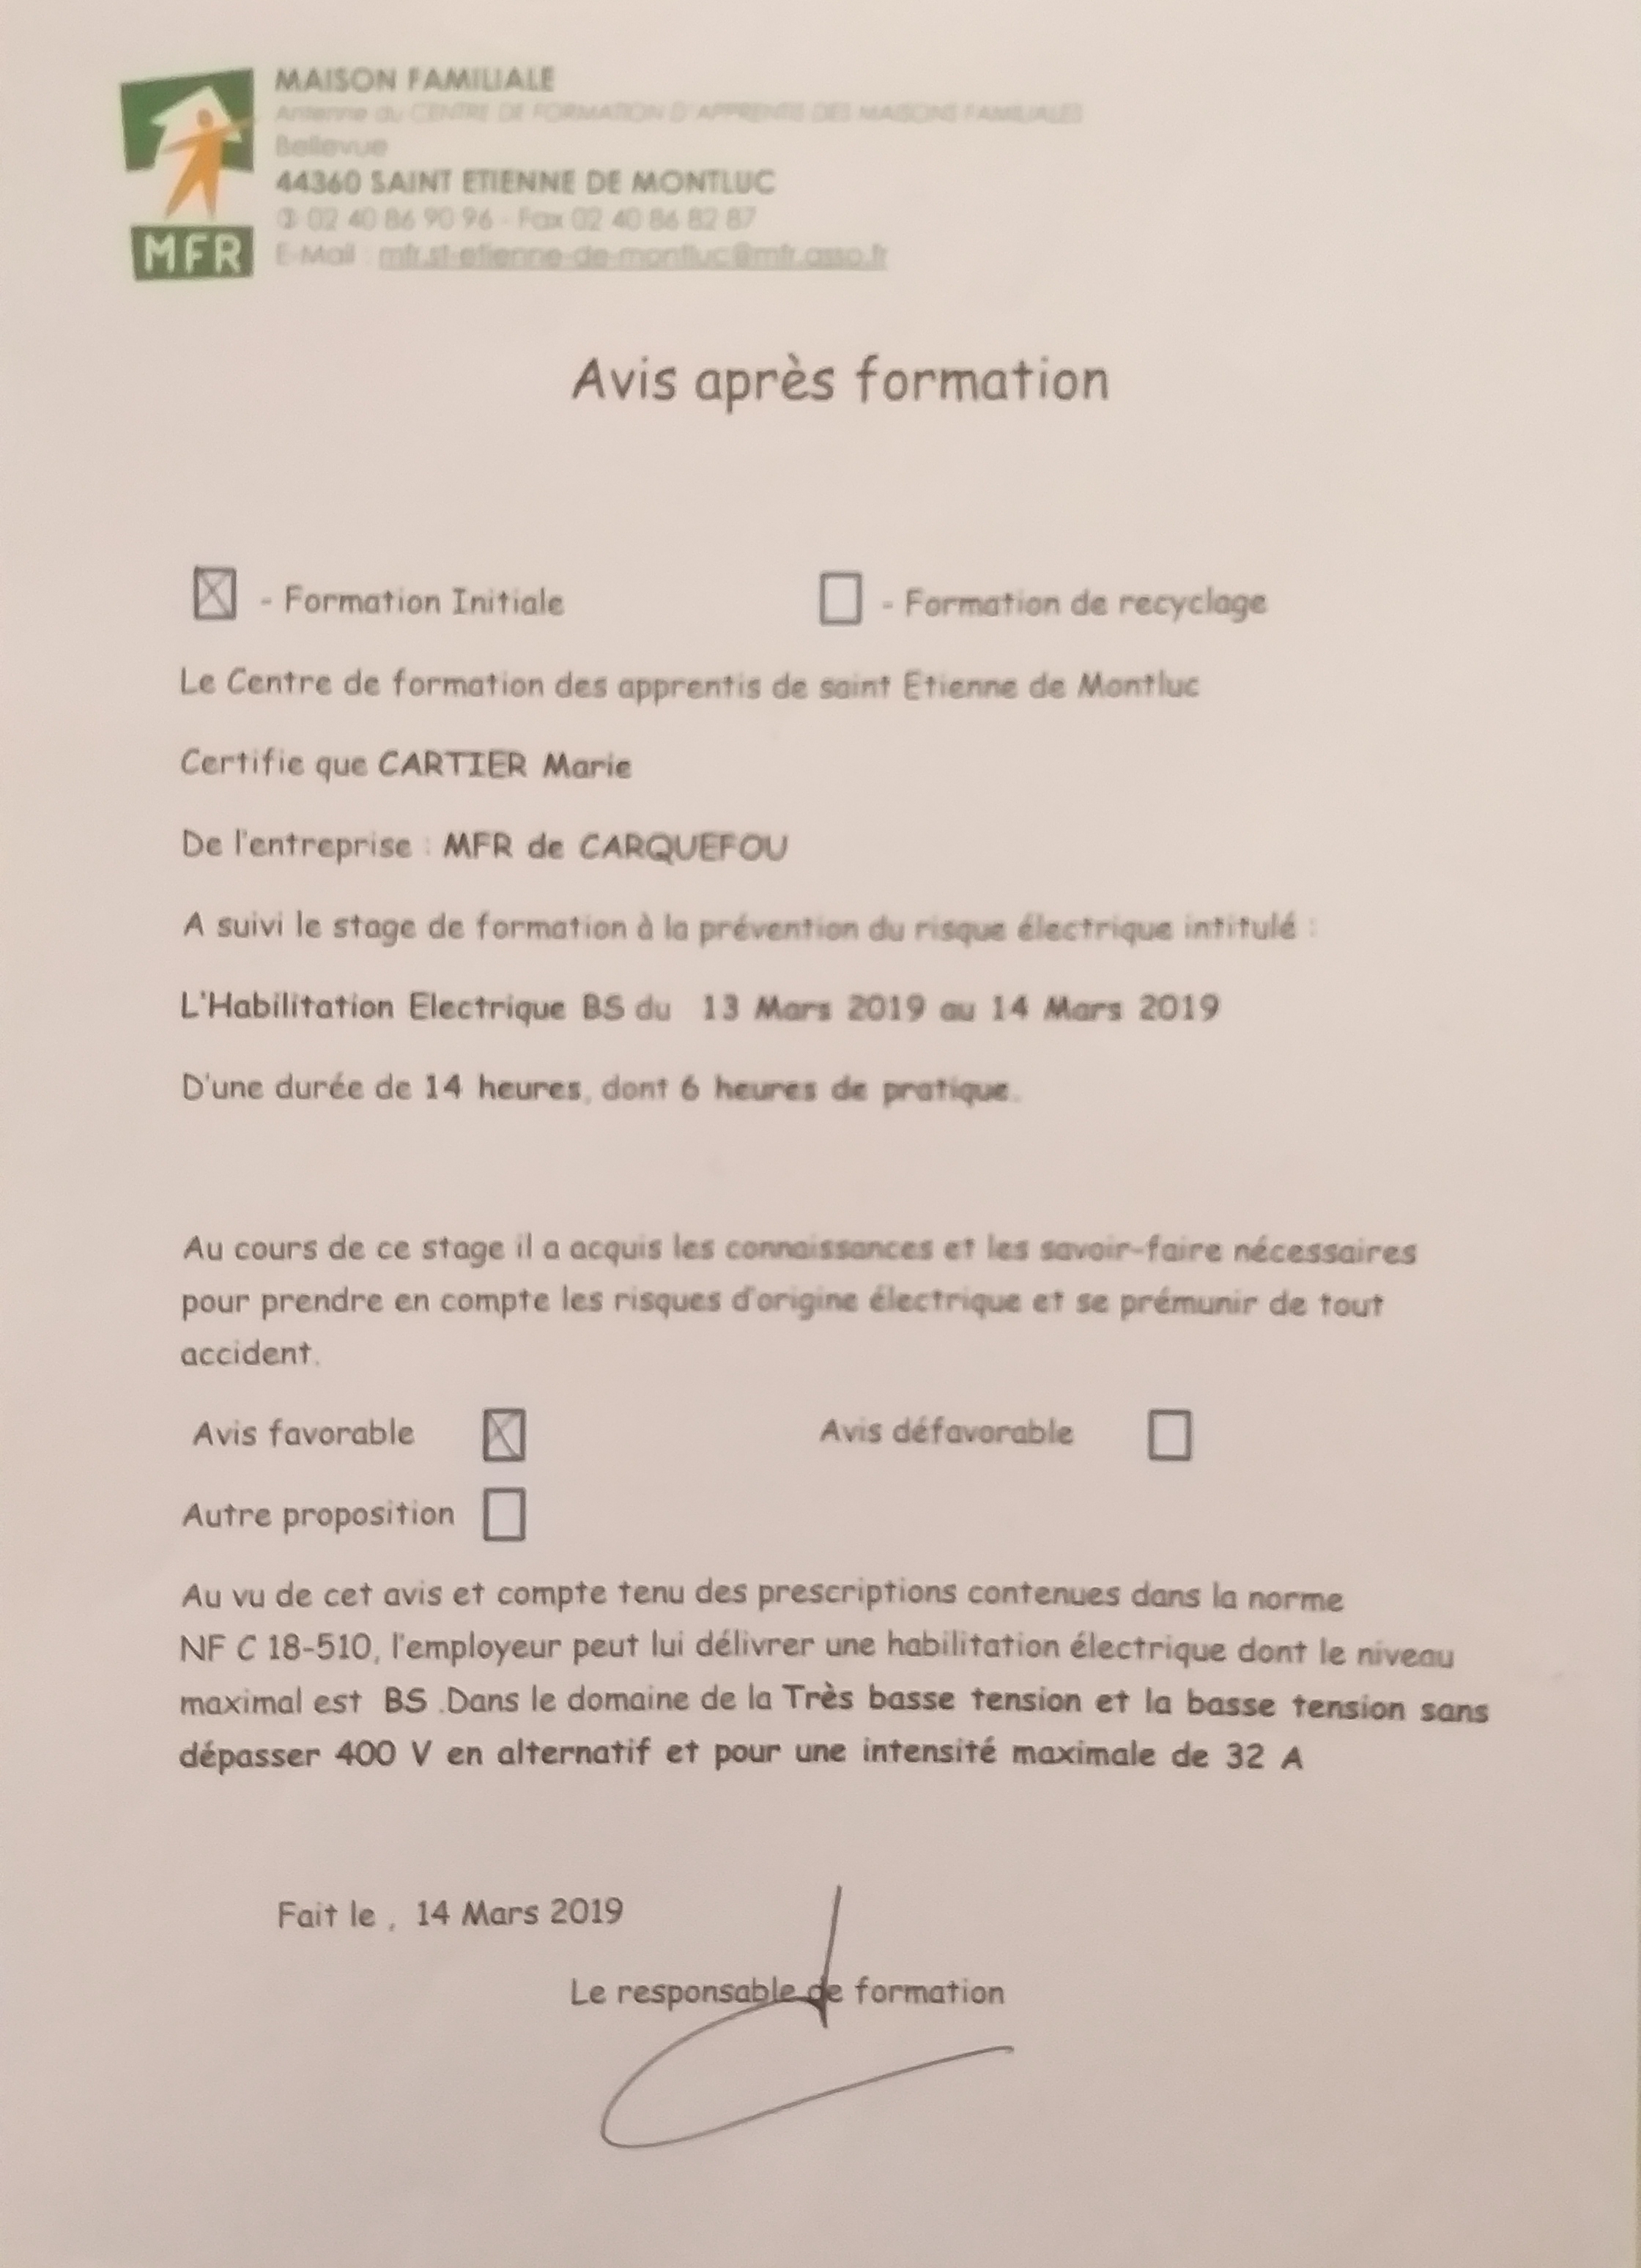 MAISON FAMILIALE
Antenne du CENTRE DE FORMATION D'APPRENTIS DES MAISONS FAMILIALES
Bellevue
44360 SAINT ETIENNE DE MONTLUC
✆ 02 40 86 90 96 - Fax 02 40 86 82 87
MFR
E-Mail : mfr.st-etienne-de-montluc@mfr.asso.fr
Avis après formation
- Formation Initiale - Formation de recyclage
Le Centre de formation des apprentis de saint Etienne de Montluc
Certifie que CARTIER Marie
De l'entreprise : MFR de CARQUEFOU
A suivi le stage de formation à la prévention du risque électrique intitulé :
L'Habilitation Electrique BS du 13 Mars 2019 au 14 Mars 2019
D'une durée de 14 heures, dont 6 heures de pratique.
Au cours de ce stage il a acquis les connaissances et les savoir-faire nécessaires
pour prendre en compte les risques d'origine électrique et se prémunir de tout
accident.
Avis favorable Avis défavorable
Autre proposition
Au vu de cet avis et compte tenu des prescriptions contenues dans la norme
NF C 18-510, l'employeur peut lui délivrer une habilitation électrique dont le niveau
maximal est BS .Dans le domaine de la Très basse tension et la basse tension sans
dépasser 400 V en alternatif et pour une intensité maximale de 32 A
Fait le , 14 Mars 2019
Le responsable de formation